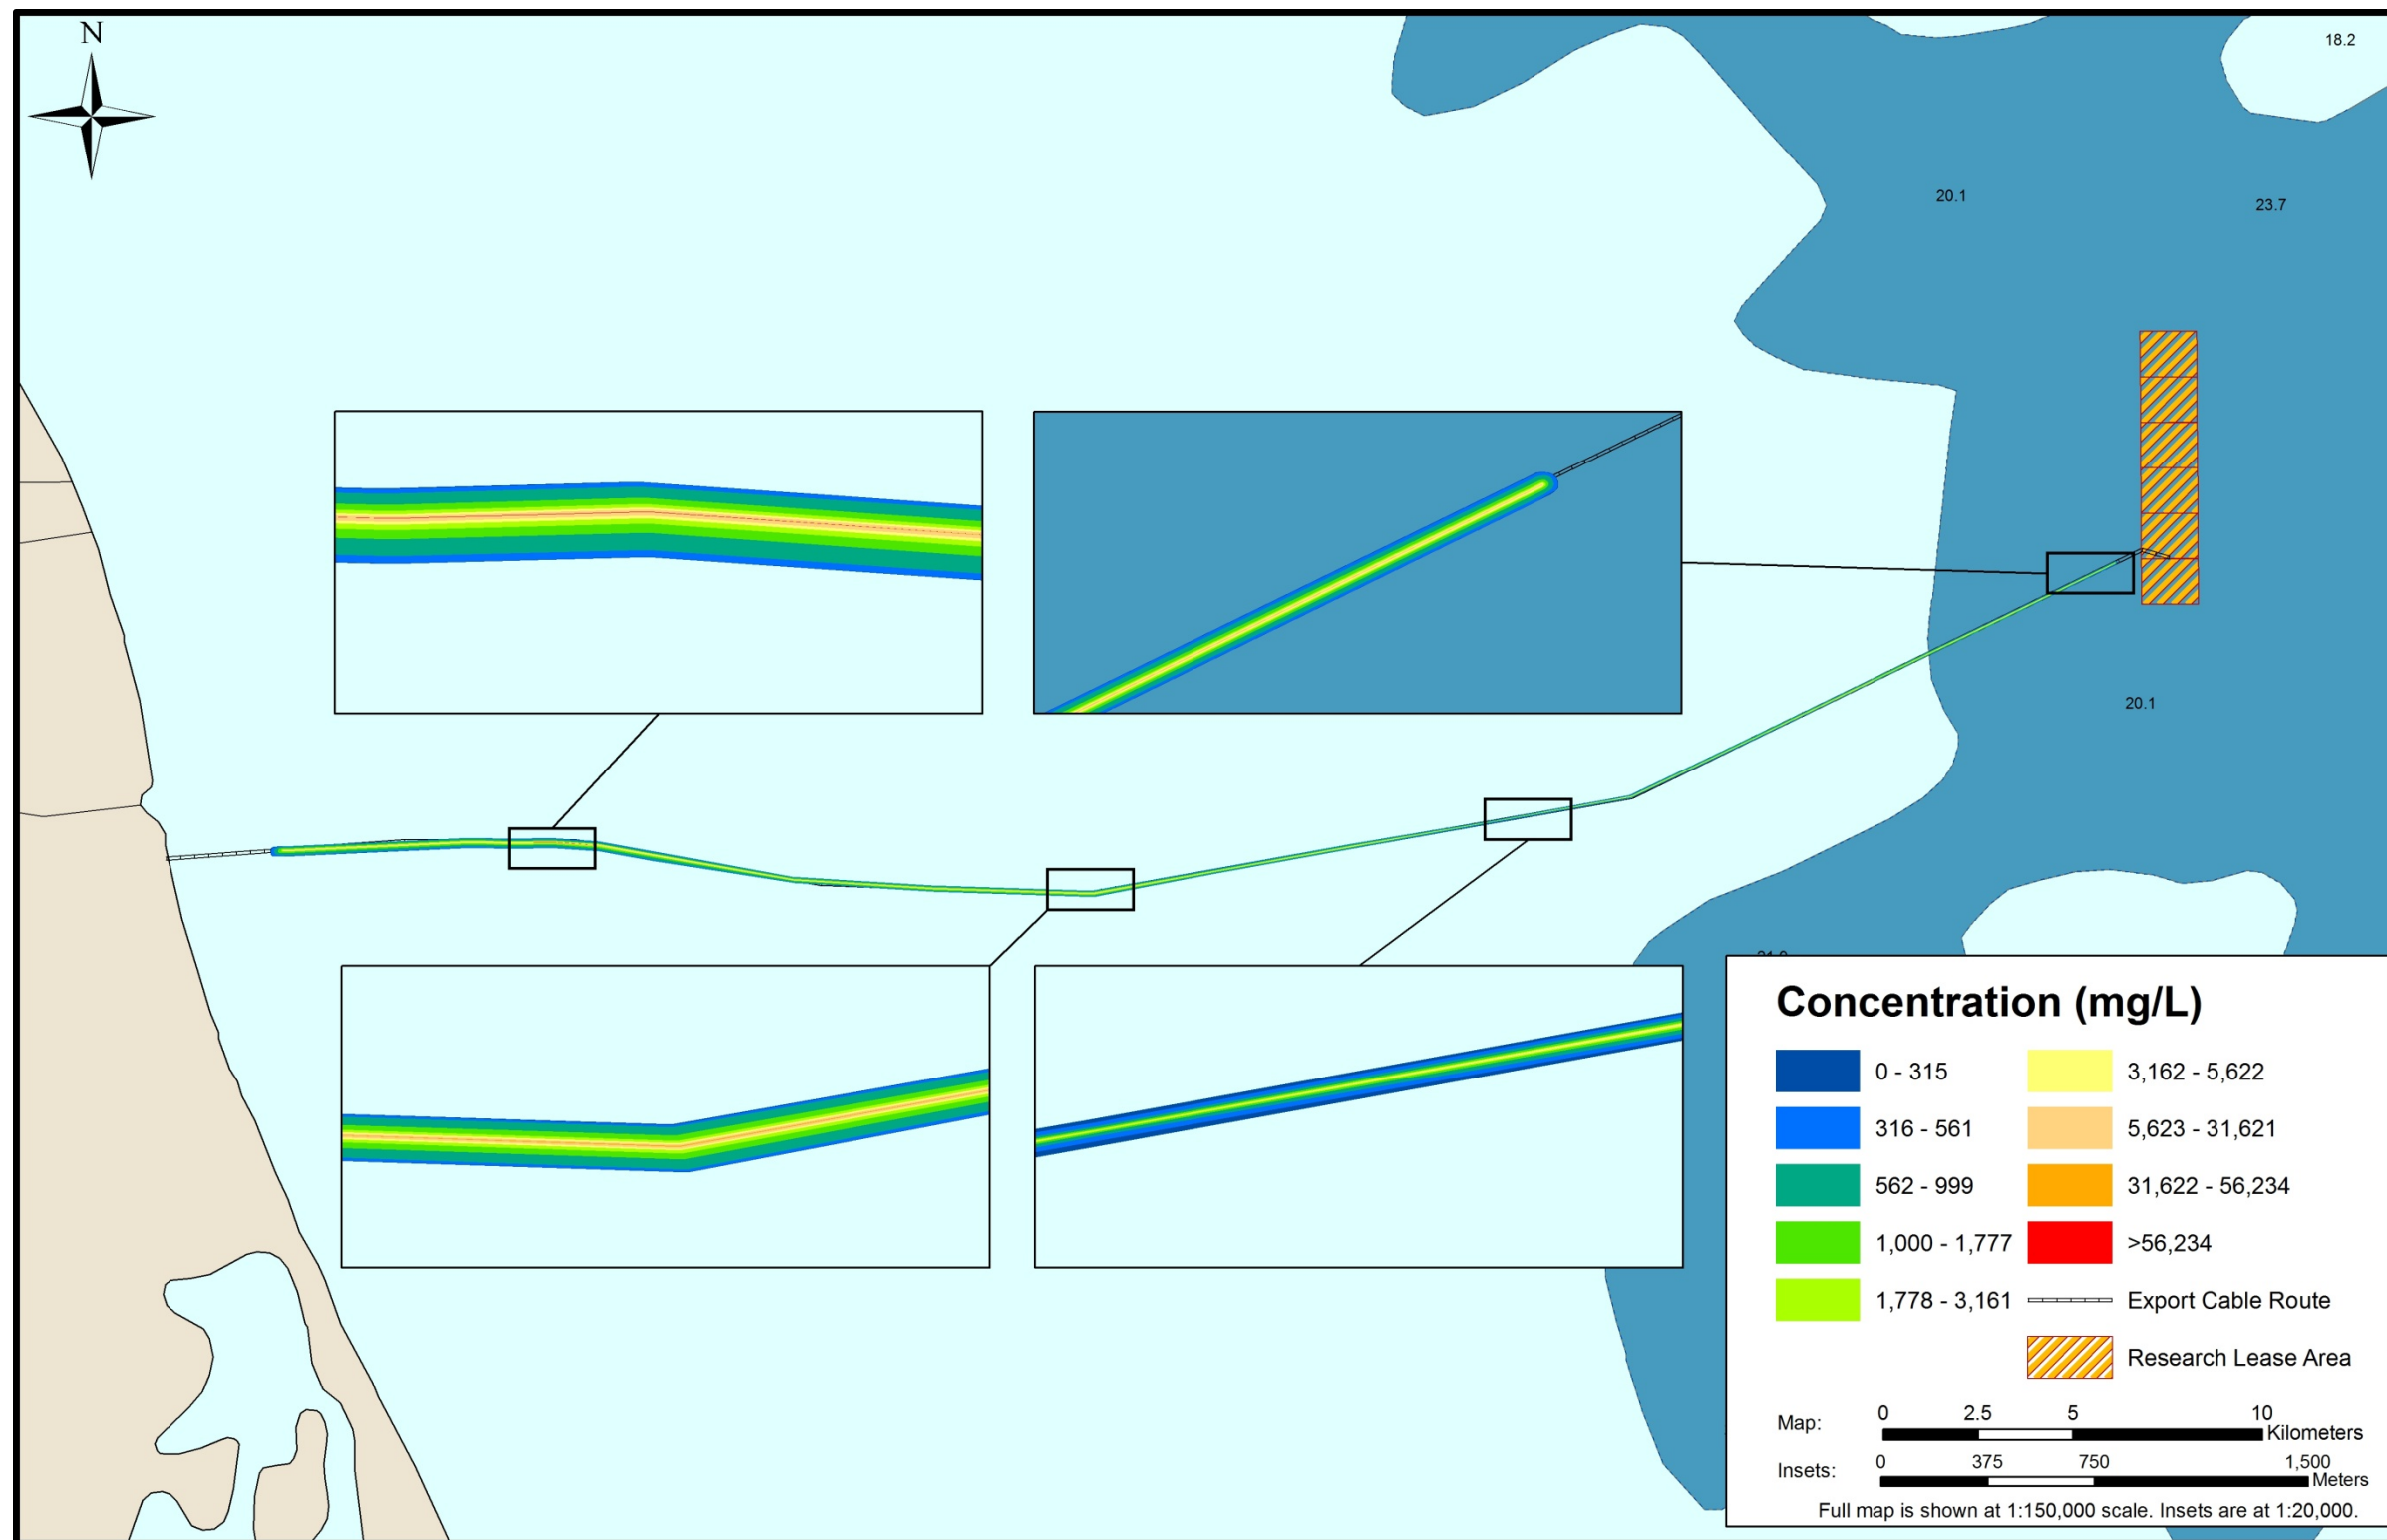 N
18.2
20.1
23.7
20.1
Concentration (mg/L)
0 - 315
316 - 561
562 - 999
1,000 - 1,777
1,778 - 3,161
3,162 - 5,622
5,623 - 31,621
31,622 - 56,234
>56,234
Export Cable Route
Research Lease Area
Map: 0 2.5 5 10 Kilometers
Insets: 0 375 750 1,500 Meters
Full map is shown at 1:150,000 scale. Insets are at 1:20,000.